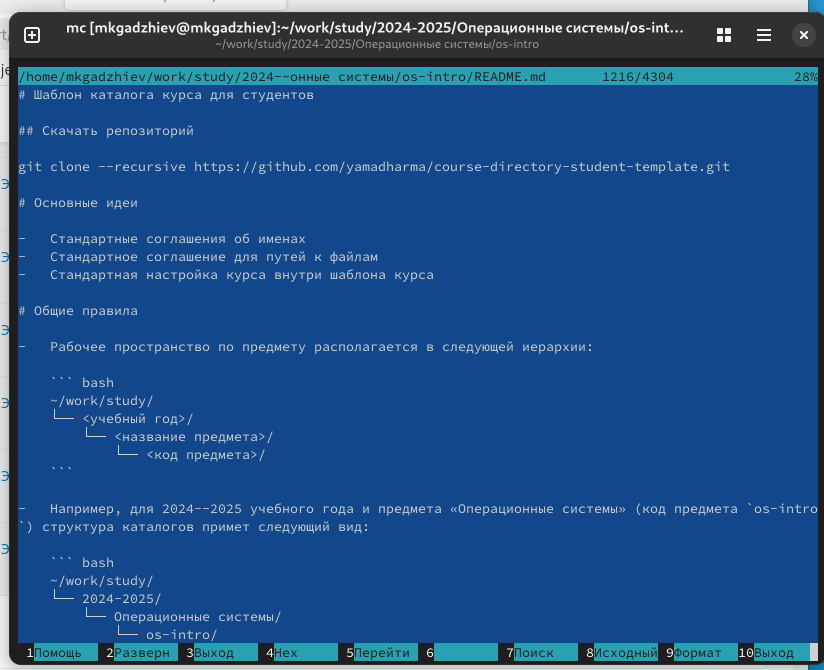 mc [mkgadzhiev@mkgadzhiev]:~/work/study/2024-2025/Операционные системы/os-int…
~/work/study/2024-2025/Операционные системы/os-intro
/home/mkgadzhiev/work/study/2024-~онные системы/os-intro/README.md 1216/4304 28%
# Шаблон каталога курса для студентов
## Скачать репозиторий
git clone --recursive https://github.com/yamadharma/course-directory-student-template.git
# Основные идеи
-   Стандартные соглашения об именах
-   Стандартное соглашение для путей к файлам
-   Стандартная настройка курса внутри шаблона курса
# Общие правила
-   Рабочее пространство по предмету располагается в следующей иерархии:
``` bash
~/work/study/
└── <учебный год>/
└── <название предмета>/
└── <код предмета>/
```
-   Например, для 2024--2025 учебного года и предмета «Операционные системы» (код предмета `os-intro
`) структура каталогов примет следующий вид:
``` bash
~/work/study/
└── 2024-2025/
└── Операционные системы/
└── os-intro/
1Помощь 2Разверн 3Выход 4Hex 5Перейти 6 7Поиск 8Исходный 9Формат 10Выход